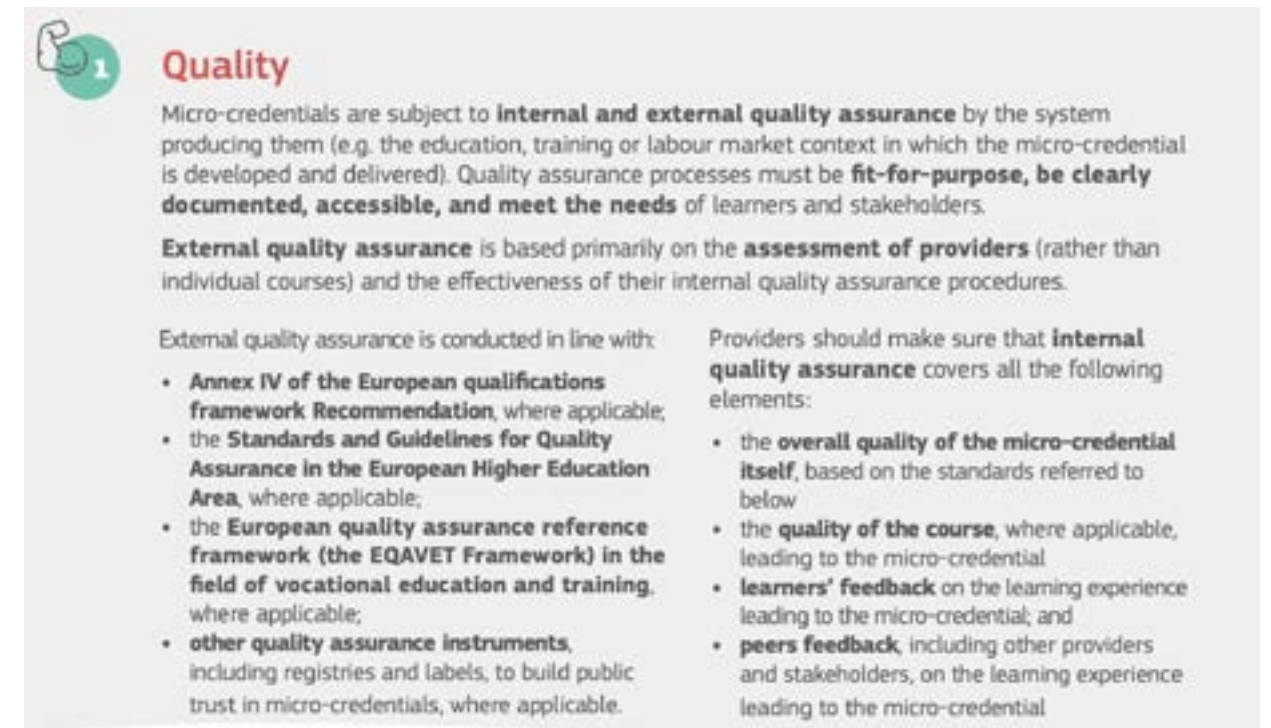 1
Quality
Micro-credentials are subject to internal and external quality assurance by the system
producing them (e.g. the education, training or labour market context in which the micro-credential
is developed and delivered). Quality assurance processes must be fit-for-purpose, be clearly
documented, accessible, and meet the needs of learners and stakeholders.
External quality assurance is based primarily on the assessment of providers (rather than
individual courses) and the effectiveness of their internal quality assurance procedures.
External quality assurance is conducted in line with:
• Annex IV of the European qualifications
framework Recommendation, where applicable;
• the Standards and Guidelines for Quality
Assurance in the European Higher Education
Area, where applicable;
• the European quality assurance reference
framework (the EQAVET Framework) in the
field of vocational education and training,
where applicable;
• other quality assurance instruments,
including registries and labels, to build public
trust in micro-credentials, where applicable.
Providers should make sure that internal
quality assurance covers all the following
elements:
• the overall quality of the micro-credential
itself, based on the standards referred to
below
• the quality of the course, where applicable,
leading to the micro-credential
• learners' feedback on the learning experience
leading to the micro-credential; and
• peers feedback, including other providers
and stakeholders, on the learning experience
leading to the micro-credential